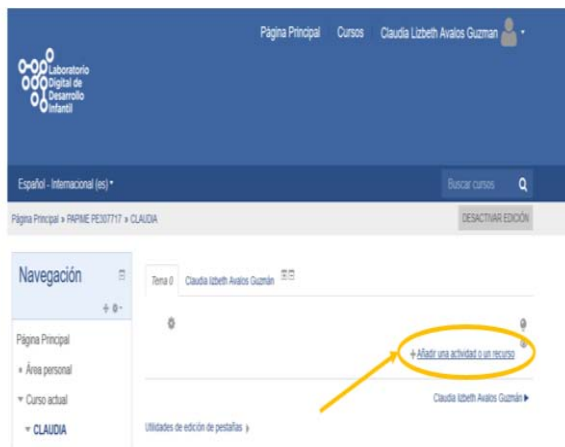 Página Principal Cursos Claudia Lizbeth Avalos Guzman
Laboratorio
Digital de
Desarrollo
Infantil
Español - Internacional (es)
Buscar cursos
Página Principal » PAPIME PE307717 » CLAUDIA
DESACTIVAR EDICIÓN
Navegación
Tema 0 Claudia lizbeth Avalos Guzmán
Página Principal
Área personal
Curso actual
CLAUDIA
Añadir una actividad o un recurso
Claudia lizbeth Avalos Guzmán
Utilidades de edición de pestañas